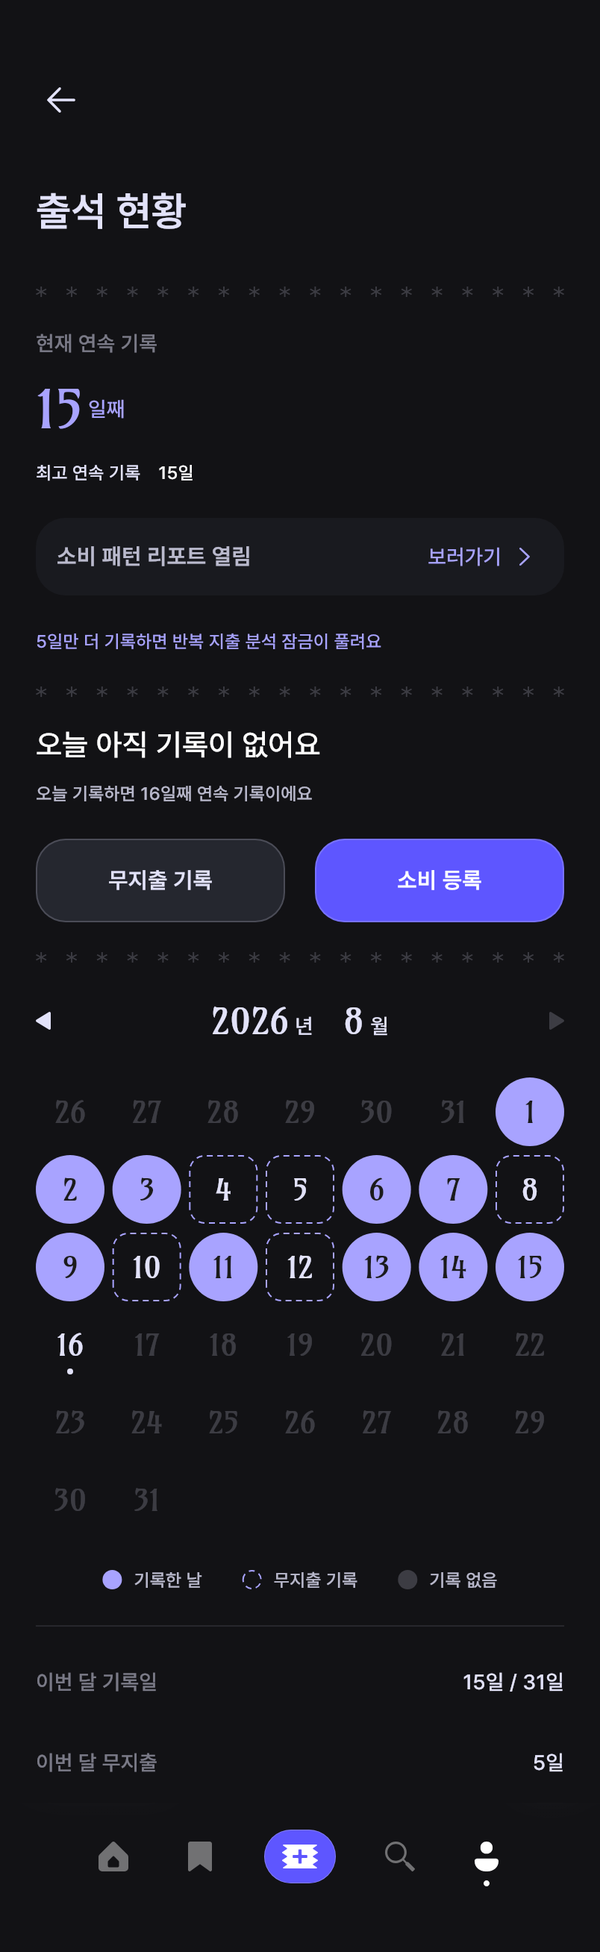 출석 현황
현재 연속 기록
15 일째
최고 연속 기록 15일
소비 패턴 리포트 열림 보러가기
5일만 더 기록하면 반복 지출 분석 잠금이 풀려요
오늘 아직 기록이 없어요
오늘 기록하면 16일째 연속 기록이에요
무지출 기록 소비 등록
2026 년 8 월
26 27 28 29 30 31 1
2 3 4 5 6 7 8
9 10 11 12 13 14 15
16 17 18 19 20 21 22
23 24 25 26 27 28 29
30 31
기록한 날 무지출 기록 기록 없음
이번 달 기록일 15일 / 31일
이번 달 무지출 5일